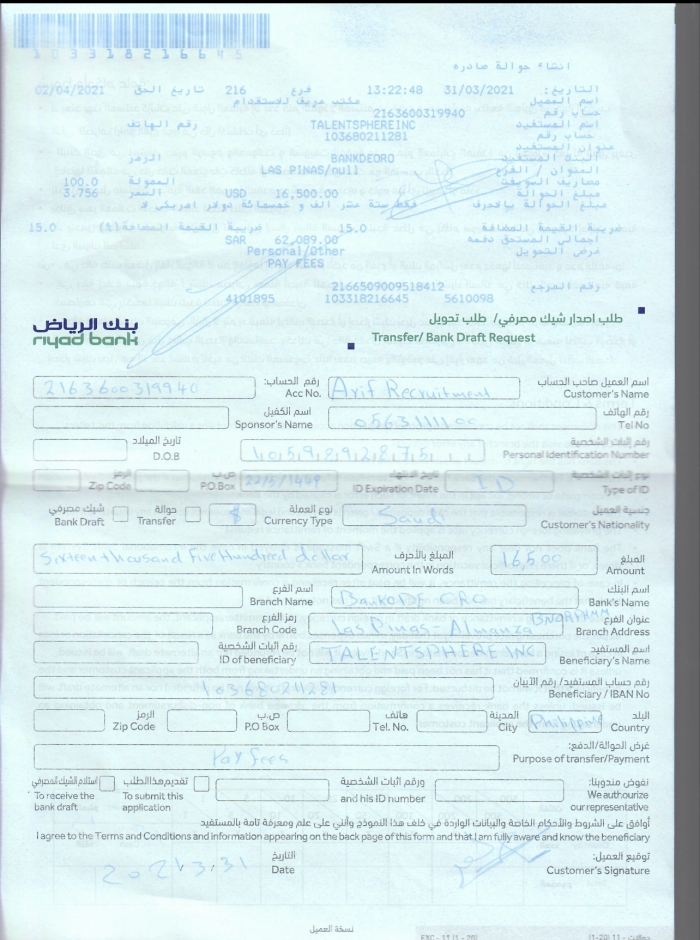 10331821664 5
انشاء حوالة صادره
التاريخ: 31/03/2021 13:22:48 فرع 216 تاريخ الحق 02/04/2021
اسم العميل مكتب عريف للاستقدام
حساب رقم 2163600319940
اسم المستفيد TALENTSPHEREINC رقم الهاتف
حساب رقم 103680211281
عنوان المستفيد
البنك المستفيد BANKDEORO الرمز
العنوان / الفرع LAS PINAS/null
مصاريف السويفت العمولة 100.0
مبلغ الحوالة USD 16,500.00 السعر 3.756
مبلغ الحوالة بالاحرف فقط ستة عشر الف و خمسمائة دولار امريكي لا
ضريبة القيمة المضافة 15.0 ضريبة القيمة المضافة(%) 15.0
اجمالي المستحق دفعه SAR 62,089.00
غرض التحويل Personal/Other
PAY FEES
رقم المرجع 2166509009518412
4101895 103318216645 5610098
بنك الرياض
riyad bank
طلب اصدار شيك مصرفي/ طلب تحويل
Transfer/ Bank Draft Request
اسم العميل صاحب الحساب
Customer's Name Arif Recruitment
رقم الحساب:
Acc No. 2163600319940
رقم الهاتف
Tel No 0563111100
اسم الكفيل
Sponsor's Name
رقم إثبات الشخصية
Personal Identification Number 1059892875
تاريخ الميلاد
D.O.B
نوع إثبات الشخصية
Type of ID ID
تاريخ الانتهاء
ID Expiration Date 22/5/1449
ص.ب
P.O.Box
الرمز
Zip Code
جنسية العميل
Customer's Nationality Saudi
نوع العملة
Currency Type $
حوالة
Transfer
شيك مصرفي
Bank Draft
المبلغ
Amount 16,500
المبلغ بالأحرف
Amount In Words Sixteen thousand Five Hundred dollar
اسم البنك
Bank's Name BankODE ORO
اسم الفرع
Branch Name
عنوان الفرع
Branch Address Las Pinas - Almanza BNORPHMM
رمز الفرع
Branch Code
اسم المستفيد
Beneficiary's Name TALENTSPHERE INC
رقم اثبات الشخصية
ID of beneficiary
رقم حساب المستفيد/ رقم الآيبان
Beneficiary / IBAN No 103680211281
البلد
Country
المدينة
City
هاتف
Tel. No.
ص.ب
P.O Box
الرمز
Zip Code
غرض الحوالة/الدفع:
Purpose of transfer/Payment Pay fees
نفوض مندوبنا:
We authorize
our representative
ورقم اثبات الشخصية
and his ID number
تقديم هذا الطلب
To submit this
application
استلام الشيك المصرفي
To receive the
bank draft
أوافق على الشروط والأحكام الخاصة والبيانات الواردة في خلف هذا النموذج وأنني على علم ومعرفة تامة بالمستفيد
I agree to the Terms and Conditions and information appearing on the back page of this form and that I am fully aware and know the beneficiary
توقيع العميل:
Customer's Signature
التاريخ
Date 2021,3,31
نسخة العميل